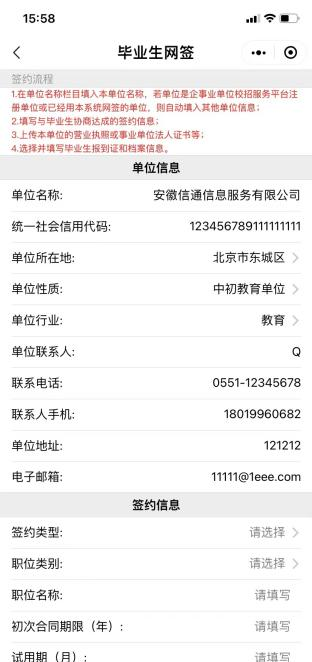 15:58
毕业生网签
签约流程
1.在单位名称栏目填入本单位名称，若单位是企事业单位校招服务平台注
册单位或已经用本系统网签的单位，则自动填入其他单位信息；
2.填写与毕业生协商达成的签约信息；
3.上传本单位的营业执照或事业单位法人证书等；
4.选择并填写毕业生报到证和档案信息。
单位信息
单位名称: 安徽信通信息服务有限公司
统一社会信用代码: 123456789111111111
单位所在地: 北京市东城区
单位性质: 中初教育单位
单位行业: 教育
单位联系人: Q
联系电话: 0551-12345678
联系人手机: 18019960682
单位地址: 121212
电子邮箱: 11111@1eee.com
签约信息
签约类型: 请选择
职位类别: 请选择
职位名称: 请填写
初次合同期限（年）: 请填写
试用期（月）: 请填写